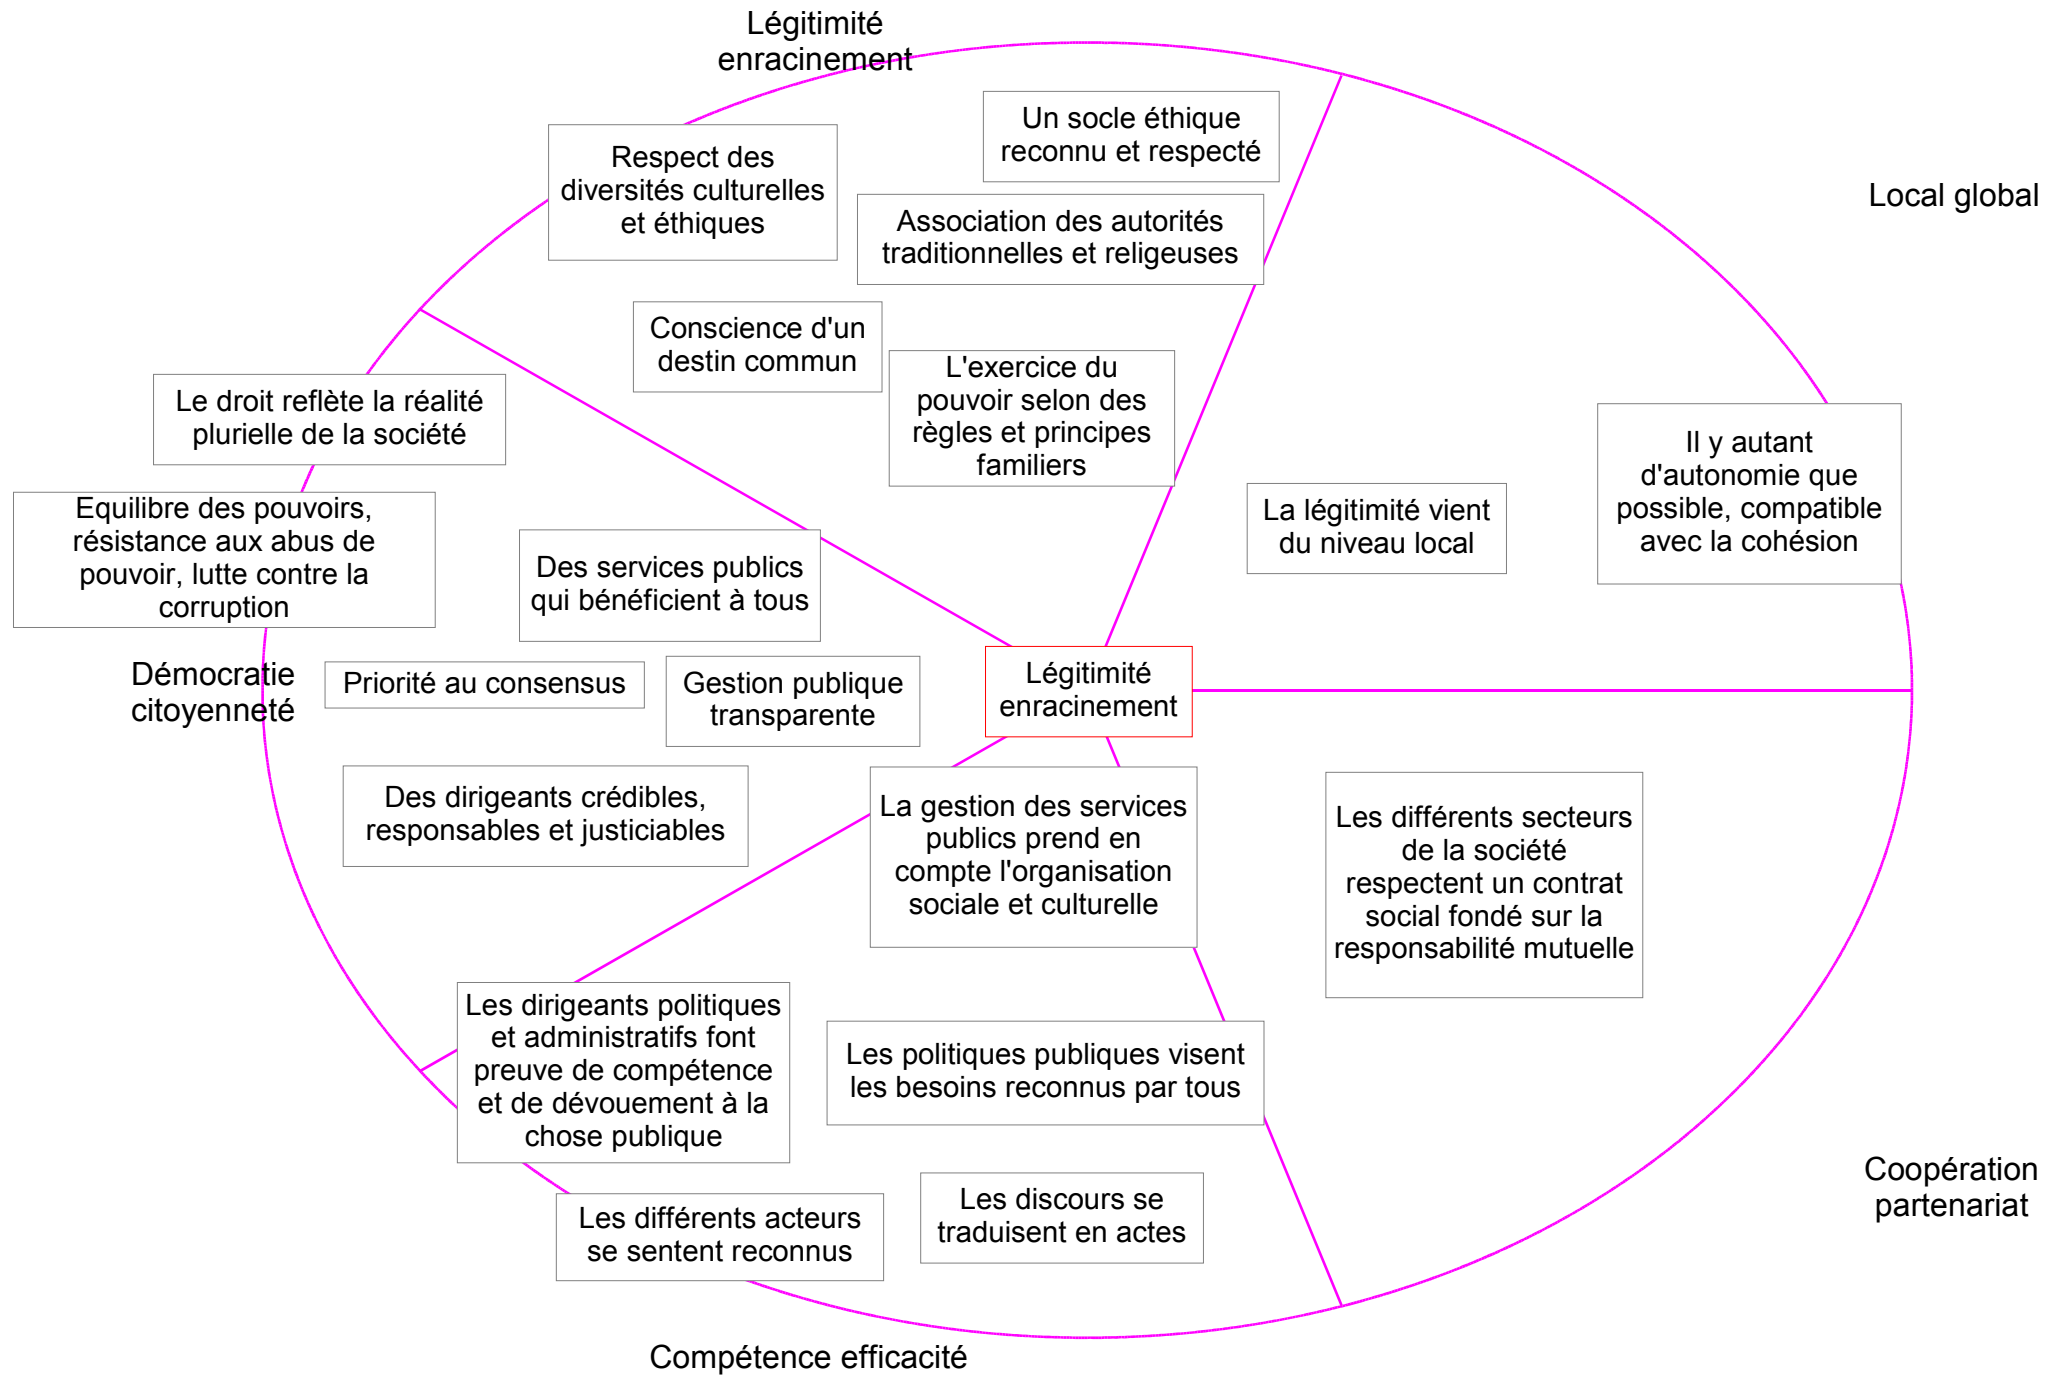 Légitimité
enracinement
Un socle éthique
reconnu et respecté
Respect des
diversités culturelles
et éthiques
Local global
Association des autorités
traditionnelles et religeuses
Conscience d'un
destin commun
L'exercice du
pouvoir selon des
règles et principes
familiers
Le droit reflète la réalité
plurielle de la société
Il y autant
d'autonomie que
possible, compatible
avec la cohésion
La légitimité vient
du niveau local
Equilibre des pouvoirs,
résistance aux abus de
pouvoir, lutte contre la
corruption
Des services publics
qui bénéficient à tous
Démocratie
citoyenneté
Priorité au consensus
Gestion publique
transparente
Légitimité
enracinement
Des dirigeants crédibles,
responsables et justiciables
La gestion des services
publics prend en
compte l'organisation
sociale et culturelle
Les différents secteurs
de la société
respectent un contrat
social fondé sur la
responsabilité mutuelle
Les dirigeants politiques
et administratifs font
preuve de compétence
et de dévouement à la
chose publique
Les politiques publiques visent
les besoins reconnus par tous
Les discours se
traduisent en actes
Les différents acteurs
se sentent reconnus
Coopération
partenariat
Compétence efficacité